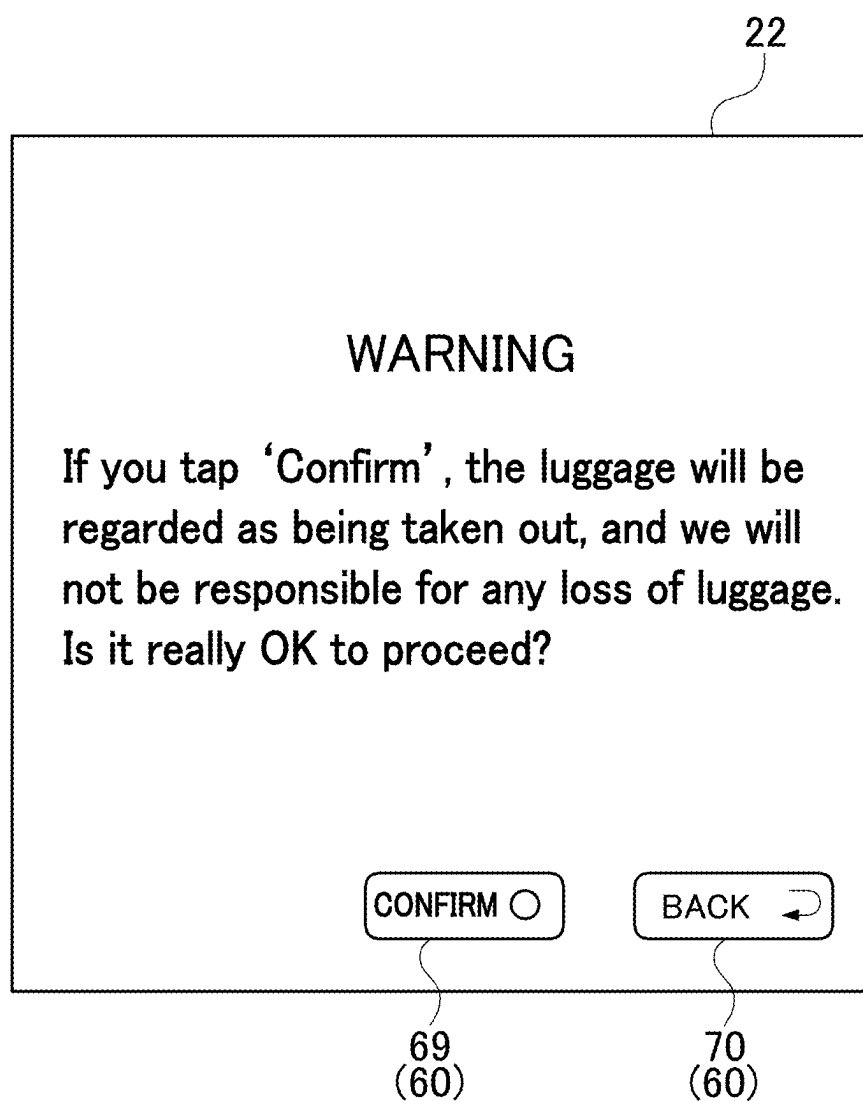 22
WARNING
If you tap ‘Confirm’, the luggage will be
regarded as being taken out, and we will
not be responsible for any loss of luggage.
Is it really OK to proceed?
CONFIRM
BACK
69
(60)
70
(60)